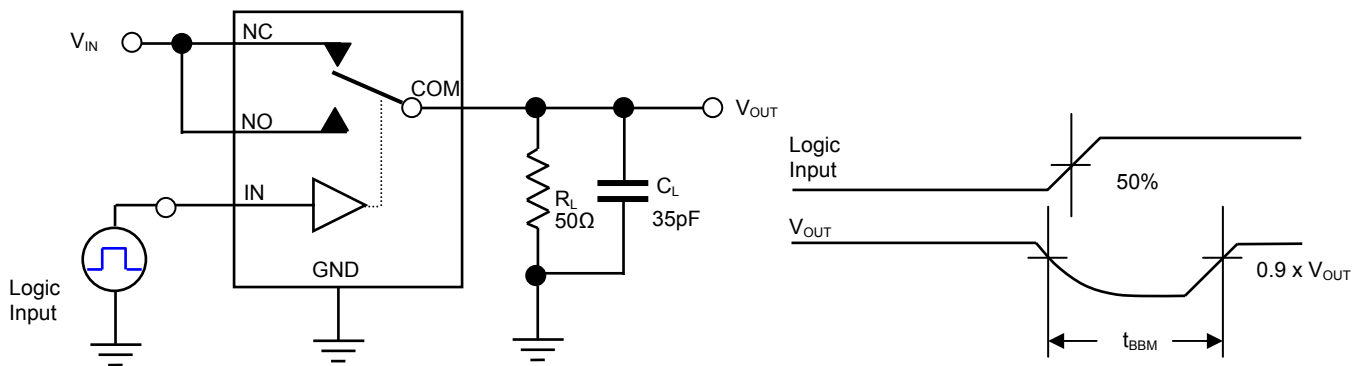 V_IN
NC
COM
NO
IN
GND
Logic
Input
R_L
50Ω
C_L
35pF
V_OUT
Logic
Input
50%
V_OUT
0.9 x V_OUT
t_BBM